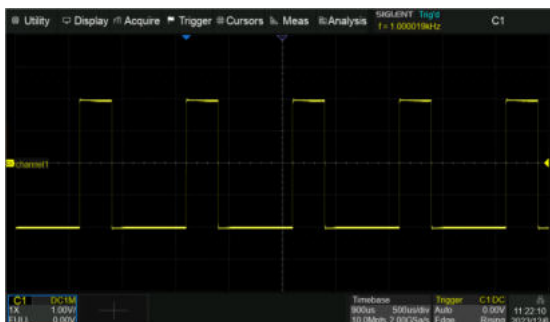 Utility Display Acquire Trigger Cursors Meas Analysis
SIGLENT Trig'd
f = 1.000019kHz
C1
channel1
C1 DC1M
1X 1.00V/
FULL 0.00V
Timebase
900us 500us/div
10.0Mpts 2.00GSa/s
Trigger C1 DC
Auto 0.00V
Edge Rising
11:22:10